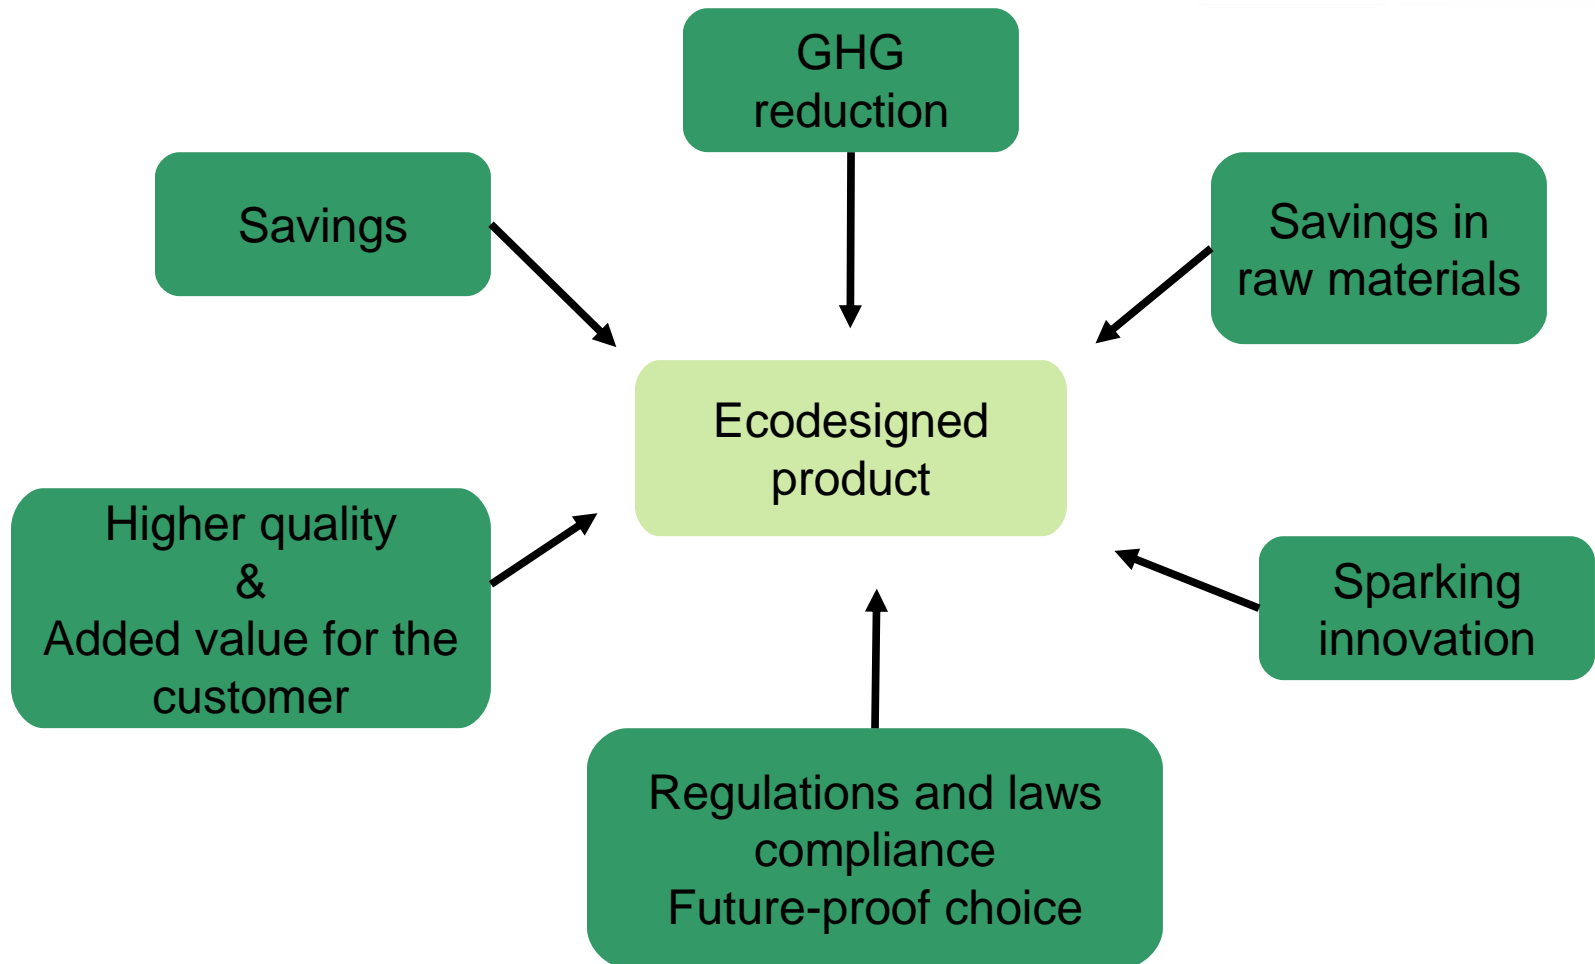 GHG
reduction
Savings
Savings in
raw materials
Ecodesigned
product
Higher quality
&
Added value for the
customer
Sparking
innovation
Regulations and laws
compliance
Future-proof choice